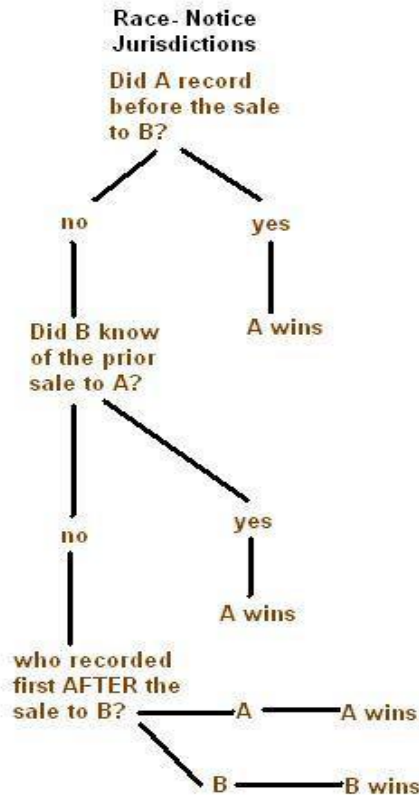 Race- Notice
Jurisdictions
Did A record
before the sale
to B?
no
yes
A wins
Did B know
of the prior
sale to A?
no
yes
A wins
who recorded
first AFTER the
sale to B?
A
A wins
B
B wins